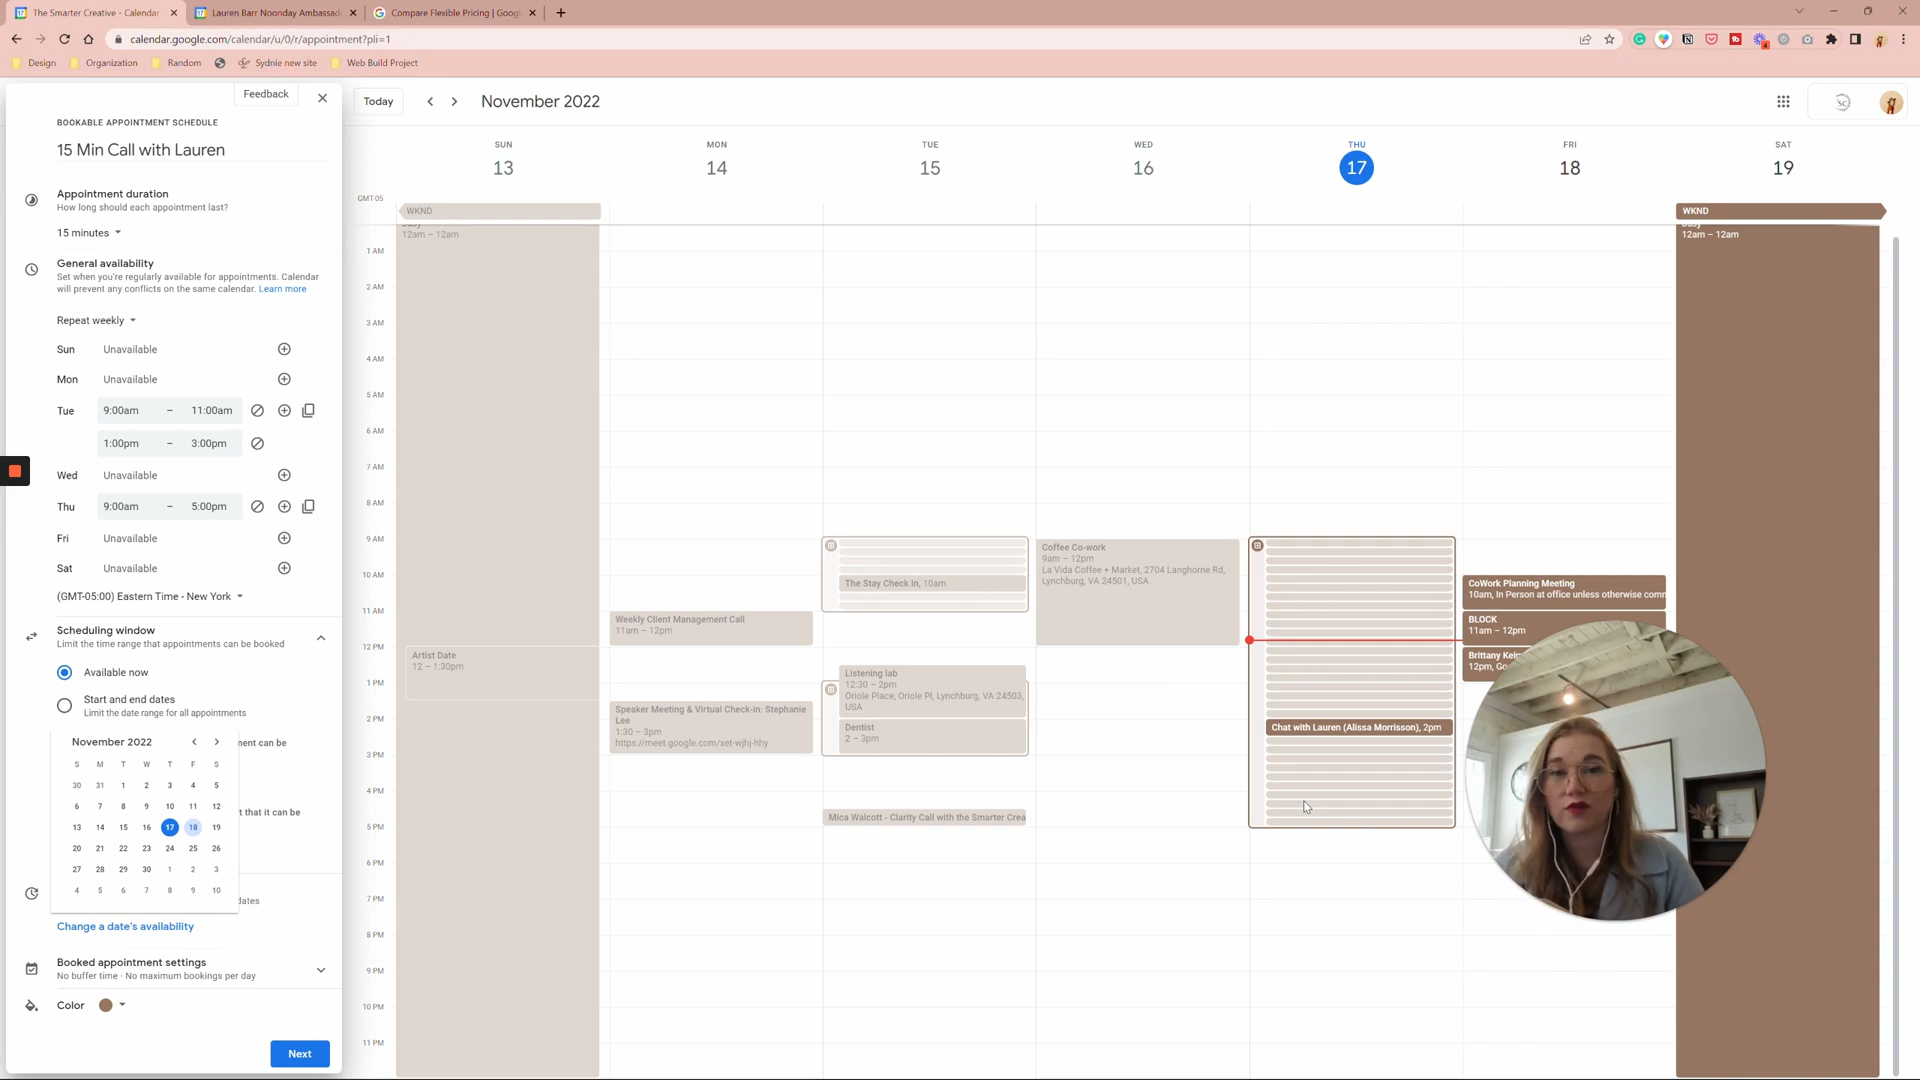 The Smarter Creative - Calendar
Lauren Barr Noonday Ambassad
Compare Flexible Pricing | Goog
calendar.google.com/calendar/u/0/r/appointment?pli=1
Design
Organization
Random
Sydnie new site
Web Build Project
Feedback
BOOKABLE APPOINTMENT SCHEDULE
15 Min Call with Lauren
Appointment duration
How long should each appointment last?
15 minutes
General availability
Set when you're regularly available for appointments. Calendar
will prevent any conflicts on the same calendar. Learn more
Repeat weekly
Sun Unavailable
Mon Unavailable
Tue 9:00am – 11:00am
1:00pm – 3:00pm
Wed Unavailable
Thu 9:00am – 5:00pm
Fri Unavailable
Sat Unavailable
(GMT-05:00) Eastern Time - New York
Scheduling window
Limit the time range that appointments can be booked
Available now
Start and end dates
Limit the date range for all appointments
November 2022
ment can be
S M T W T F S
30 31 1 2 3 4 5
6 7 8 9 10 11 12
t that it can be
13 14 15 16 17 18 19
20 21 22 23 24 25 26
27 28 29 30 1 2 3
4 5 6 7 8 9 10
dates
Change a date's availability
Booked appointment settings
No buffer time · No maximum bookings per day
Color
Next
Today
November 2022
SC
SUN MON TUE WED THU FRI SAT
13 14 15 16 17 18 19
GMT-05
WKND
WKND
12am – 12am
12am – 12am
1 AM
2 AM
3 AM
4 AM
5 AM
6 AM
7 AM
8 AM
9 AM
10 AM
11 AM
12 PM
1 PM
2 PM
3 PM
4 PM
5 PM
6 PM
7 PM
8 PM
9 PM
10 PM
11 PM
Artist Date
12 – 1:30pm
Weekly Client Management Call
11am – 12pm
Speaker Meeting & Virtual Check-in: Stephanie
Lee
1:30 – 3pm
https://meet.google.com/xet-wjhj-hhy
The Stay Check In, 10am
Listening lab
12:30 – 2pm
Oriole Place, Oriole Pl, Lynchburg, VA 24503,
USA
Dentist
2 – 3pm
Mica Walcott - Clarity Call with the Smarter Crea
Coffee Co-work
9am – 12pm
La Vida Coffee + Market, 2704 Langhorne Rd,
Lynchburg, VA 24501, USA
Chat with Lauren (Alissa Morrisson), 2pm
CoWork Planning Meeting
10am, In Person at office unless otherwise comm
BLOCK
11am – 12pm
Brittany Kei
12pm, Go